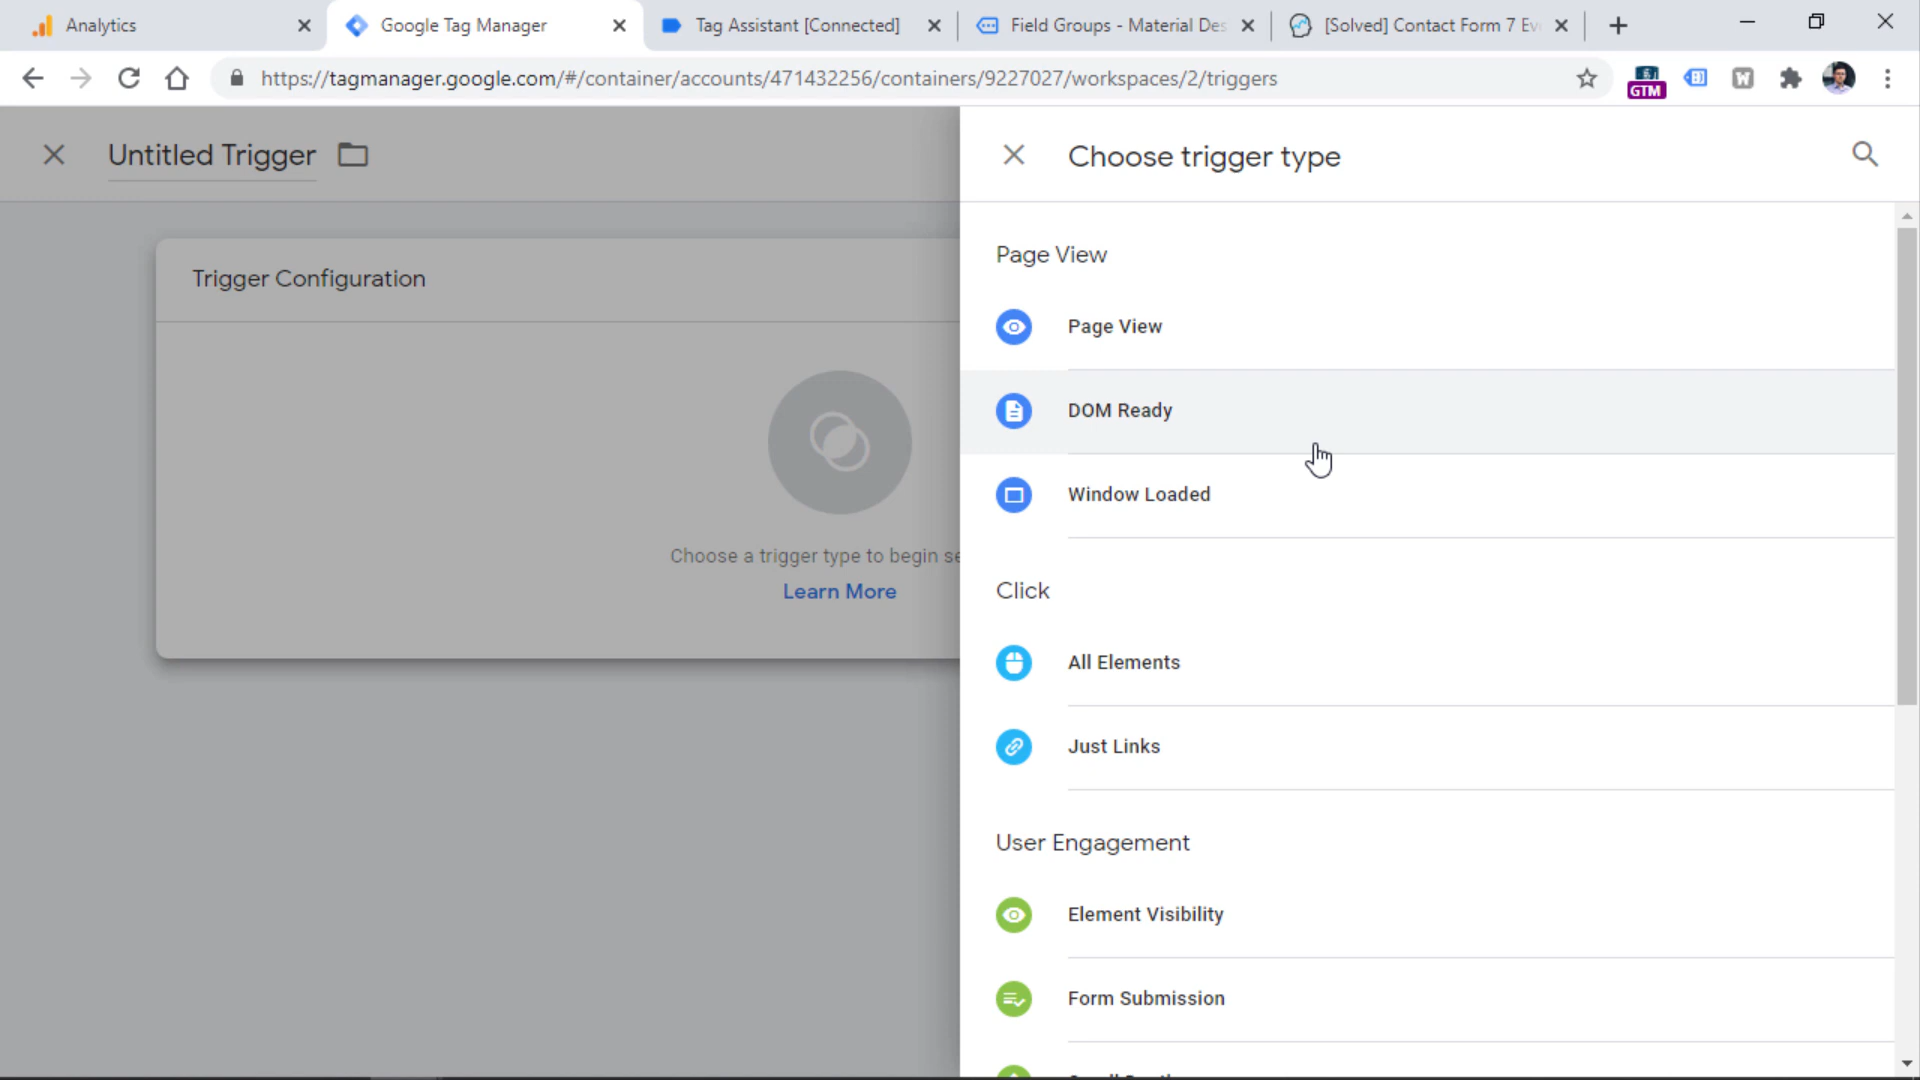 Analytics
Google Tag Manager
Tag Assistant [Connected]
Field Groups - Material Des
[Solved] Contact Form 7 Ev
https://tagmanager.google.com/#/container/accounts/471432256/containers/9227027/workspaces/2/triggers
GTM
W
Untitled Trigger
Choose trigger type
Trigger Configuration
Choose a trigger type to begin se
Learn More
Page View
Page View
DOM Ready
Window Loaded
Click
All Elements
Just Links
User Engagement
Element Visibility
Form Submission